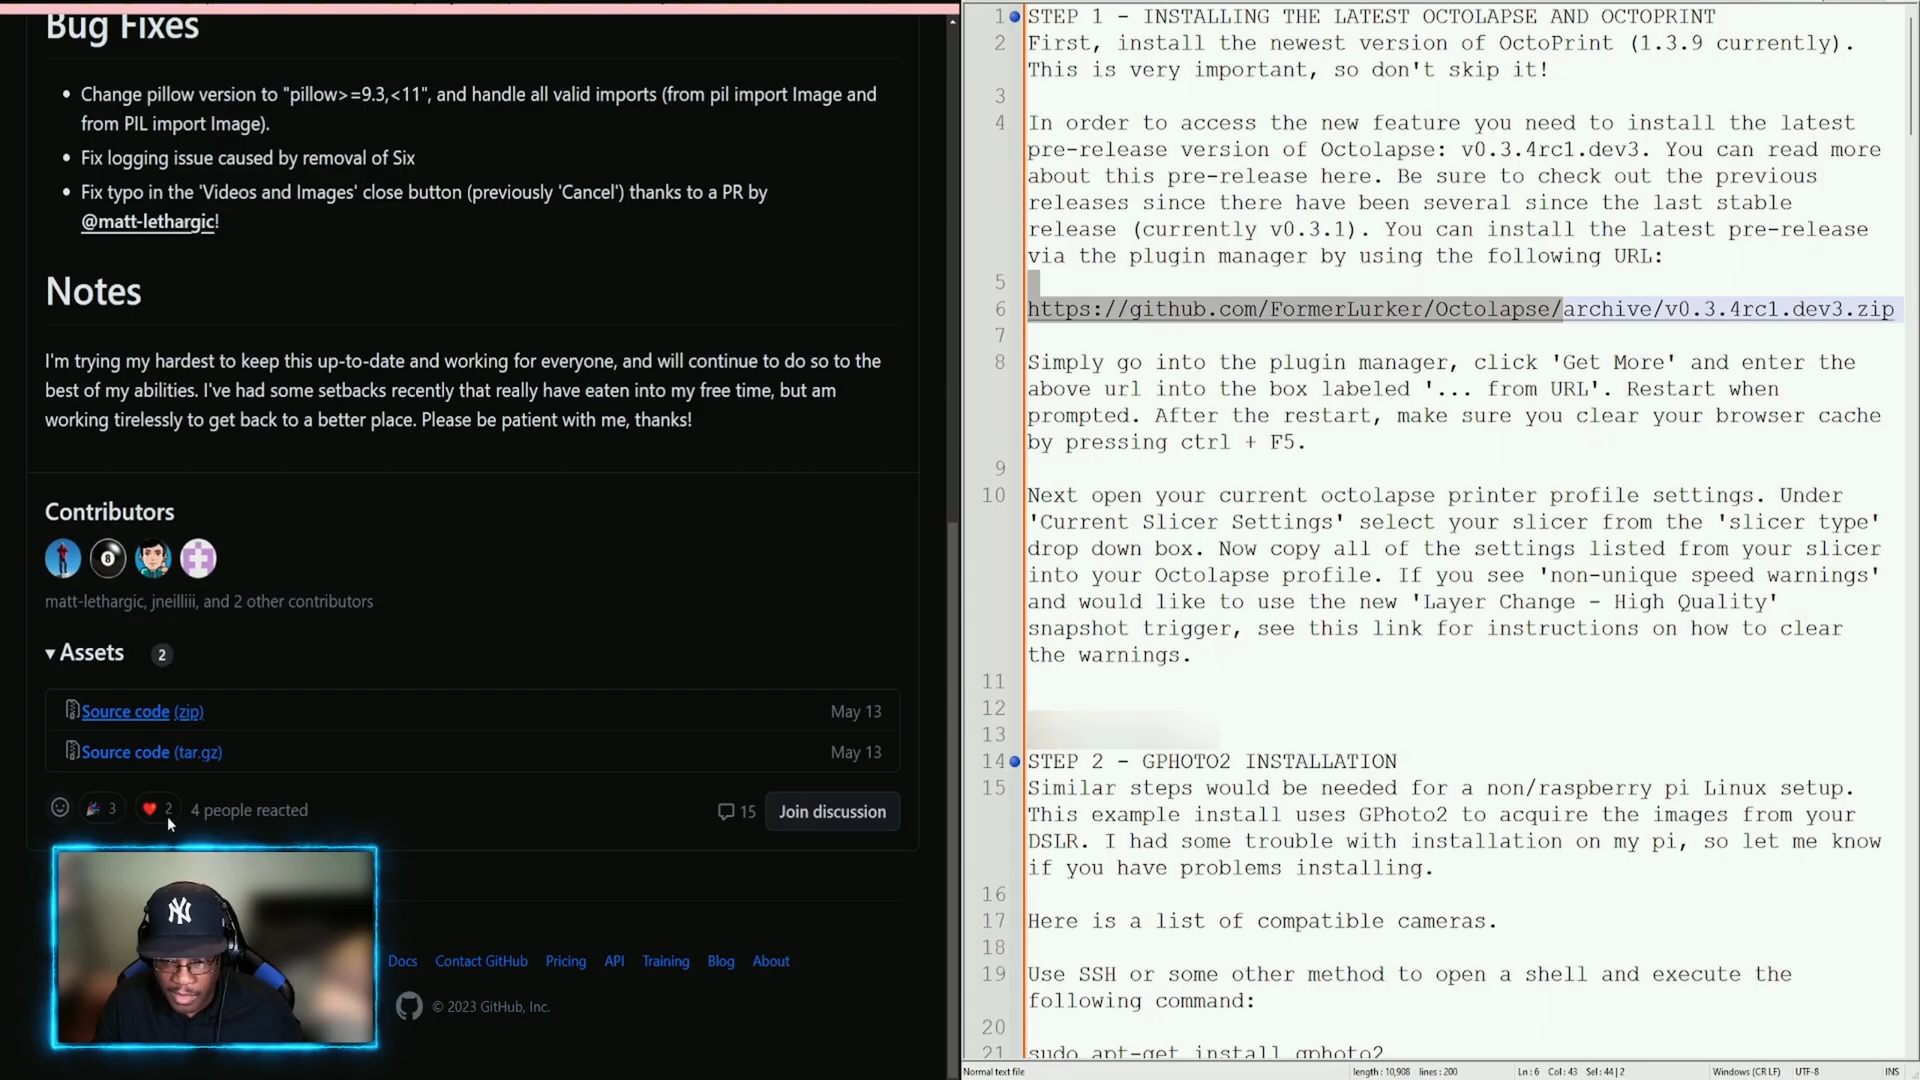 Bug Fixes
Change pillow version to "pillow>=9.3,<11", and handle all valid imports (from pil import Image and
from PIL import Image).
Fix logging issue caused by removal of Six
Fix typo in the 'Videos and Images' close button (previously 'Cancel') thanks to a PR by
@matt-lethargic!
Notes
I'm trying my hardest to keep this up-to-date and working for everyone, and will continue to do so to the
best of my abilities. I've had some setbacks recently that really have eaten into my free time, but am
working tirelessly to get back to a better place. Please be patient with me, thanks!
Contributors
8
matt-lethargic, jneilliii, and 2 other contributors
Assets 2
Source code (zip) May 13
Source code (tar.gz) May 13
3 2 4 people reacted 15 Join discussion
NY
Docs Contact GitHub Pricing API Training Blog About
© 2023 GitHub, Inc.
1 STEP 1 - INSTALLING THE LATEST OCTOLAPSE AND OCTOPRINT
2 First, install the newest version of OctoPrint (1.3.9 currently).
This is very important, so don't skip it!
3
4 In order to access the new feature you need to install the latest
pre-release version of Octolapse: v0.3.4rc1.dev3. You can read more
about this pre-release here. Be sure to check out the previous
releases since there have been several since the last stable
release (currently v0.3.1). You can install the latest pre-release
via the plugin manager by using the following URL:
5
6 https://github.com/FormerLurker/Octolapse/archive/v0.3.4rc1.dev3.zip
7
8 Simply go into the plugin manager, click 'Get More' and enter the
above url into the box labeled '... from URL'. Restart when
prompted. After the restart, make sure you clear your browser cache
by pressing ctrl + F5.
9
10 Next open your current octolapse printer profile settings. Under
'Current Slicer Settings' select your slicer from the 'slicer type'
drop down box. Now copy all of the settings listed from your slicer
into your Octolapse profile. If you see 'non-unique speed warnings'
and would like to use the new 'Layer Change - High Quality'
snapshot trigger, see this link for instructions on how to clear
the warnings.
11
12
13
14 STEP 2 - GPHOTO2 INSTALLATION
15 Similar steps would be needed for a non/raspberry pi Linux setup.
This example install uses GPhoto2 to acquire the images from your
DSLR. I had some trouble with installation on my pi, so let me know
if you have problems installing.
16
17 Here is a list of compatible cameras.
18
19 Use SSH or some other method to open a shell and execute the
following command:
20
21 sudo apt-get install gphoto2
Normal text file length : 10,908 lines : 200 Ln : 6 Col : 43 Sel : 44 | 2 Windows (CR LF) UTF-8 INS